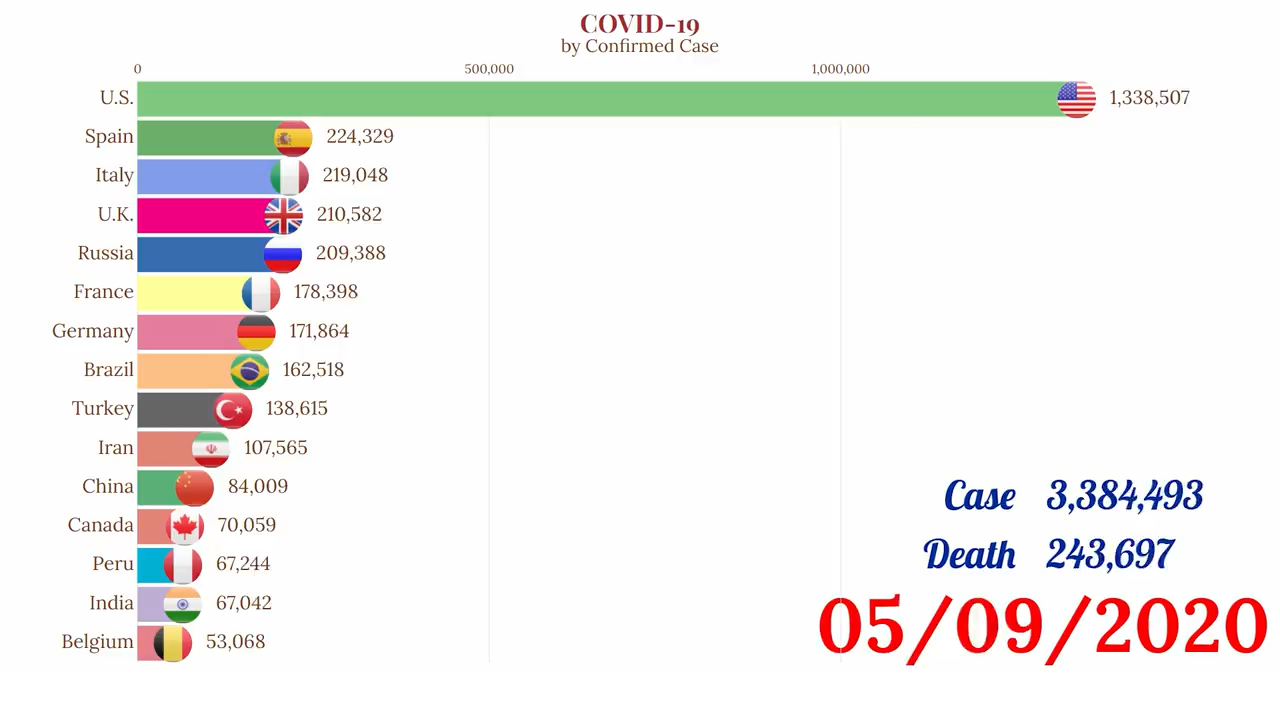 COVID-19
by Confirmed Case
0 500,000 1,000,000
U.S. 1,338,507
Spain 224,329
Italy 219,048
U.K. 210,582
Russia 209,388
France 178,398
Germany 171,864
Brazil 162,518
Turkey 138,615
Iran 107,565
China 84,009
Canada 70,059
Peru 67,244
India 67,042
Belgium 53,068
Case 3,384,493
Death 243,697
05/09/2020